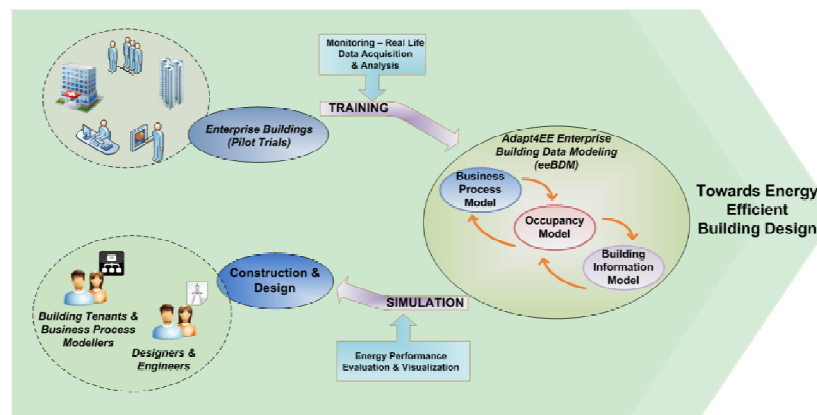 Monitoring – Real Life
Data Acquisition
& Analysis
TRAINING
Enterprise Buildings
(Pilot Trials)
Adapt4EE Enterprise
Building Data Modeling
(eeBDM)
Business
Process
Model
Occupancy
Model
Building
Information
Model
Towards Energy
Efficient
Building Design
Construction &
Design
SIMULATION
Building Tenants &
Business Process
Modellers
Designers &
Engineers
Energy Performance
Evaluation & Visualization